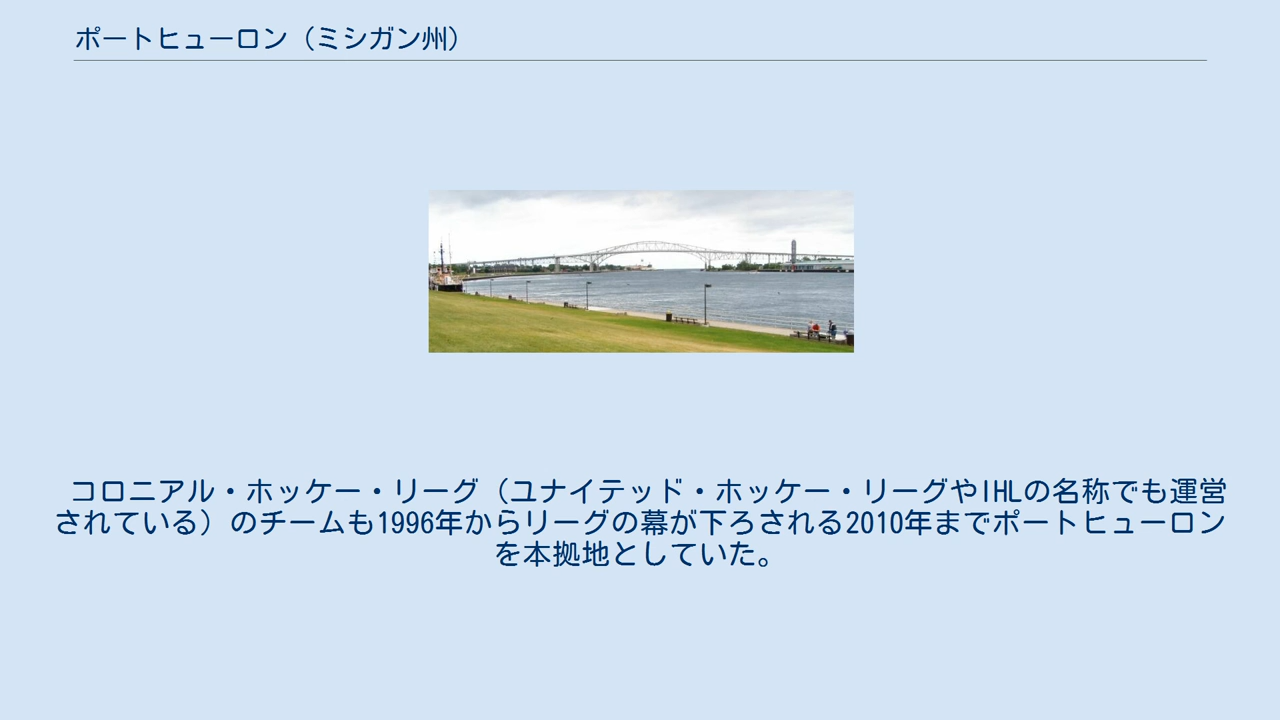 ポートヒューロン（ミシガン州）
コロニアル・ホッケー・リーグ（ユナイテッド・ホッケー・リーグやIHLの名称でも運営
されている）のチームも1996年からリーグの幕が下ろされる2010年までポートヒューロン
を本拠地としていた。